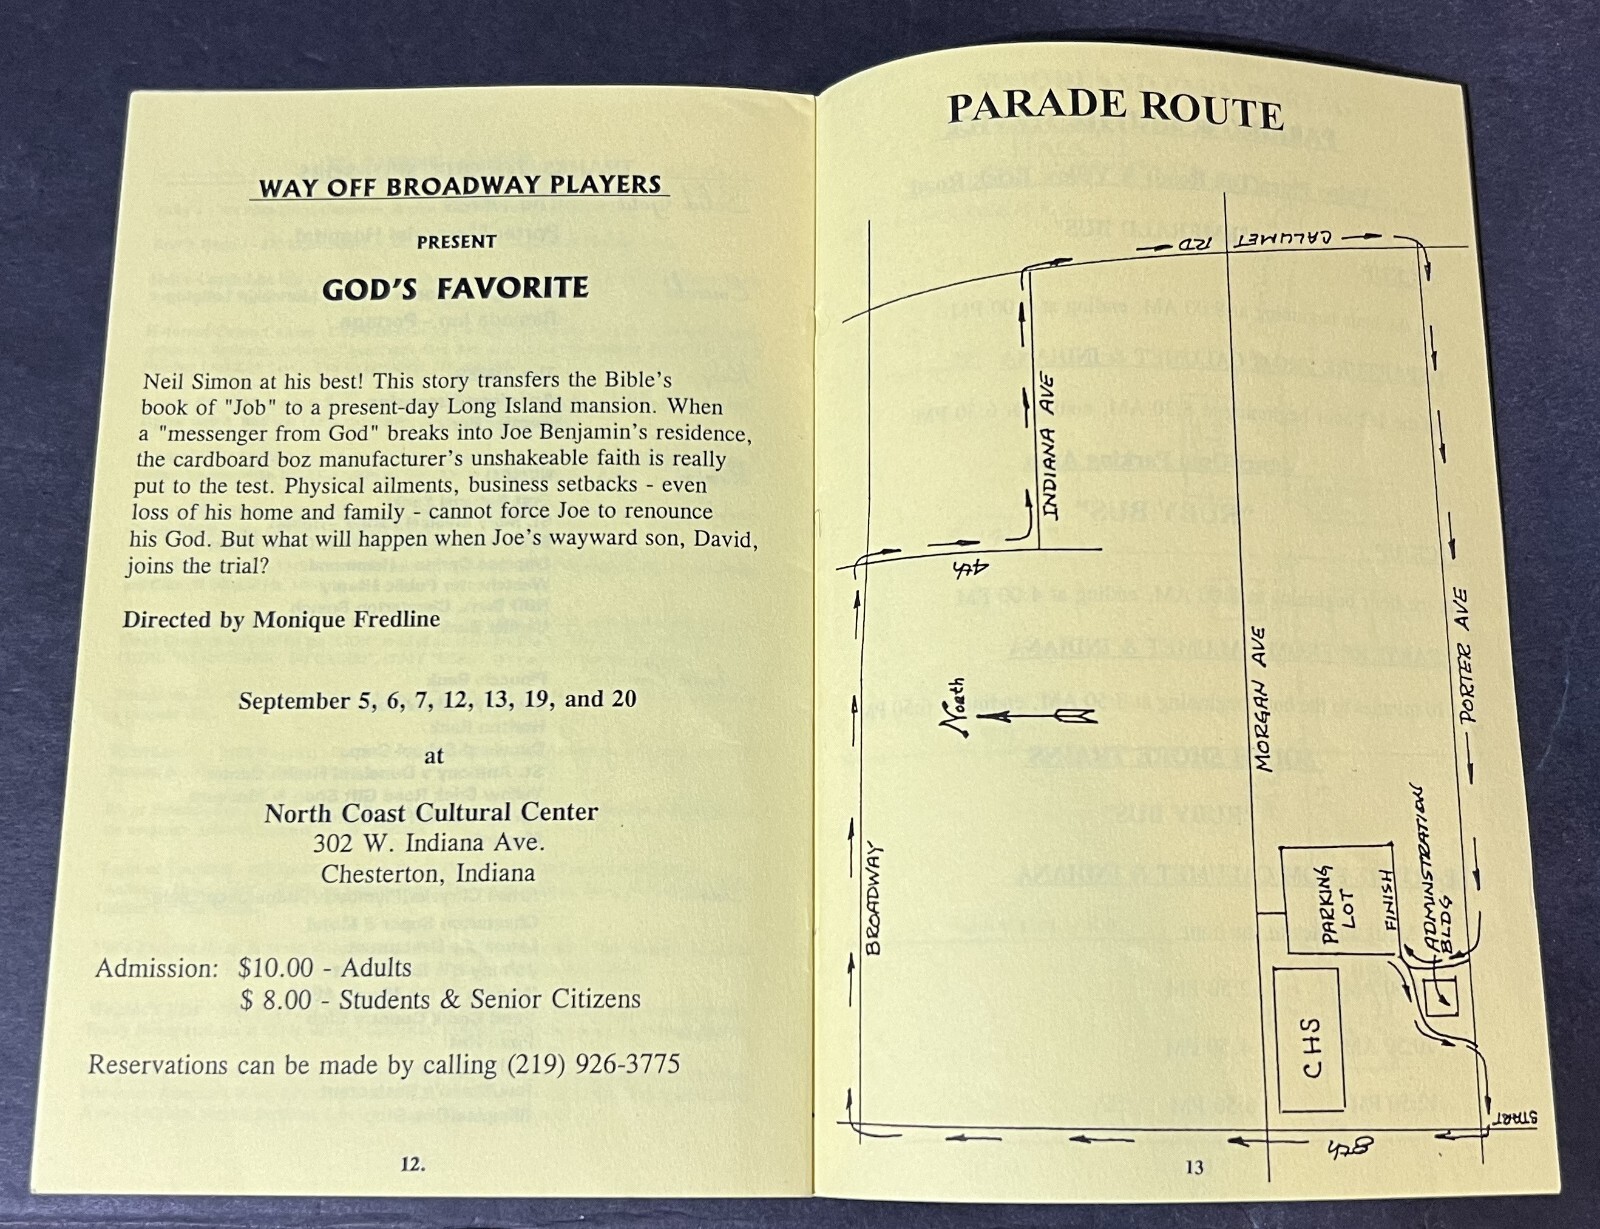 WAY OFF BROADWAY PLAYERS
PRESENT
GOD'S FAVORITE
Neil Simon at his best! This story transfers the Bible's
book of "Job" to a present-day Long Island mansion. When
a "messenger from God" breaks into Joe Benjamin's residence,
the cardboard boz manufacturer's unshakeable faith is really
put to the test. Physical ailments, business setbacks - even
loss of his home and family - cannot force Joe to renounce
his God. But what will happen when Joe's wayward son, David,
joins the trial?
Directed by Monique Fredline
September 5, 6, 7, 12, 13, 19, and 20
at
North Coast Cultural Center
302 W. Indiana Ave.
Chesterton, Indiana
Admission: $10.00 - Adults
$ 8.00 - Students & Senior Citizens
Reservations can be made by calling (219) 926-3775
12.
PARADE ROUTE
CALUMET RD
INDIANA AVE
4th
North
MORGAN AVE
PORTER AVE
BROADWAY
PARKING
LOT
FINISH
ADMINSTRATION
BLDG
CHS
START
8th
13